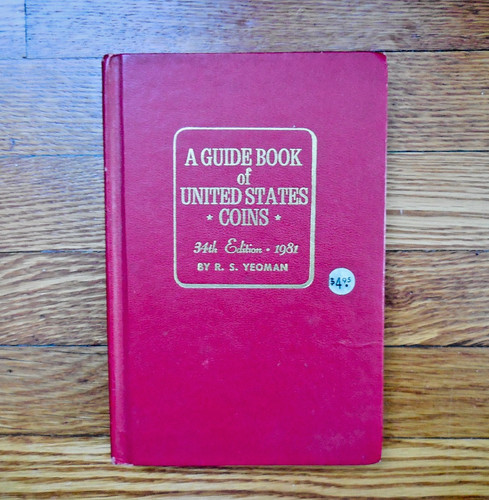 A GUIDE BOOK
of
UNITED STATES
★ COINS ★
34th Edition • 1981
BY R. S. YEOMAN
$4.95